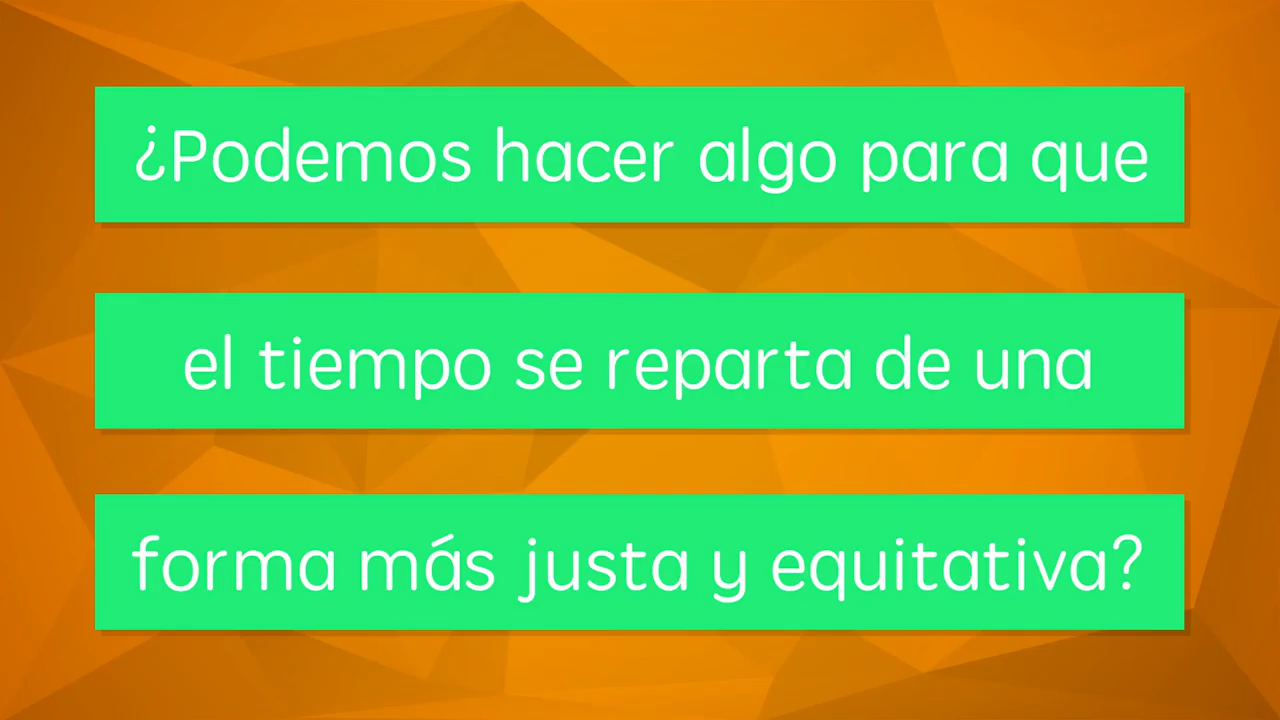 ¿Podemos hacer algo para que
el tiempo se reparta de una
forma más justa y equitativa?